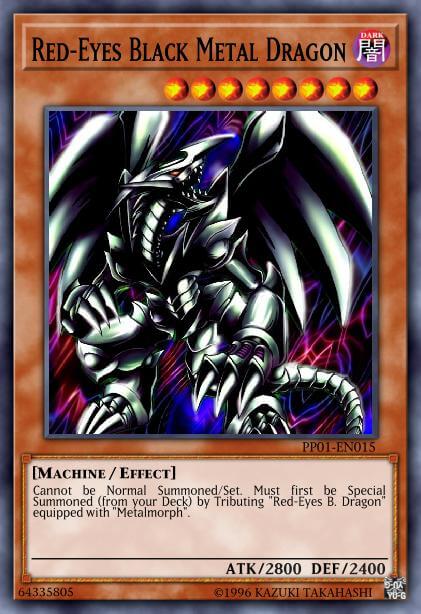 Red-Eyes Black Metal Dragon
DARK
闇
PP01-EN015
[Machine / Effect]
Cannot be Normal Summoned/Set. Must first be Special
Summoned (from your Deck) by Tributing "Red-Eyes B. Dragon"
equipped with "Metalmorph".
ATK/2800 DEF/2400
64335805
©1996 KAZUKI TAKAHASHI